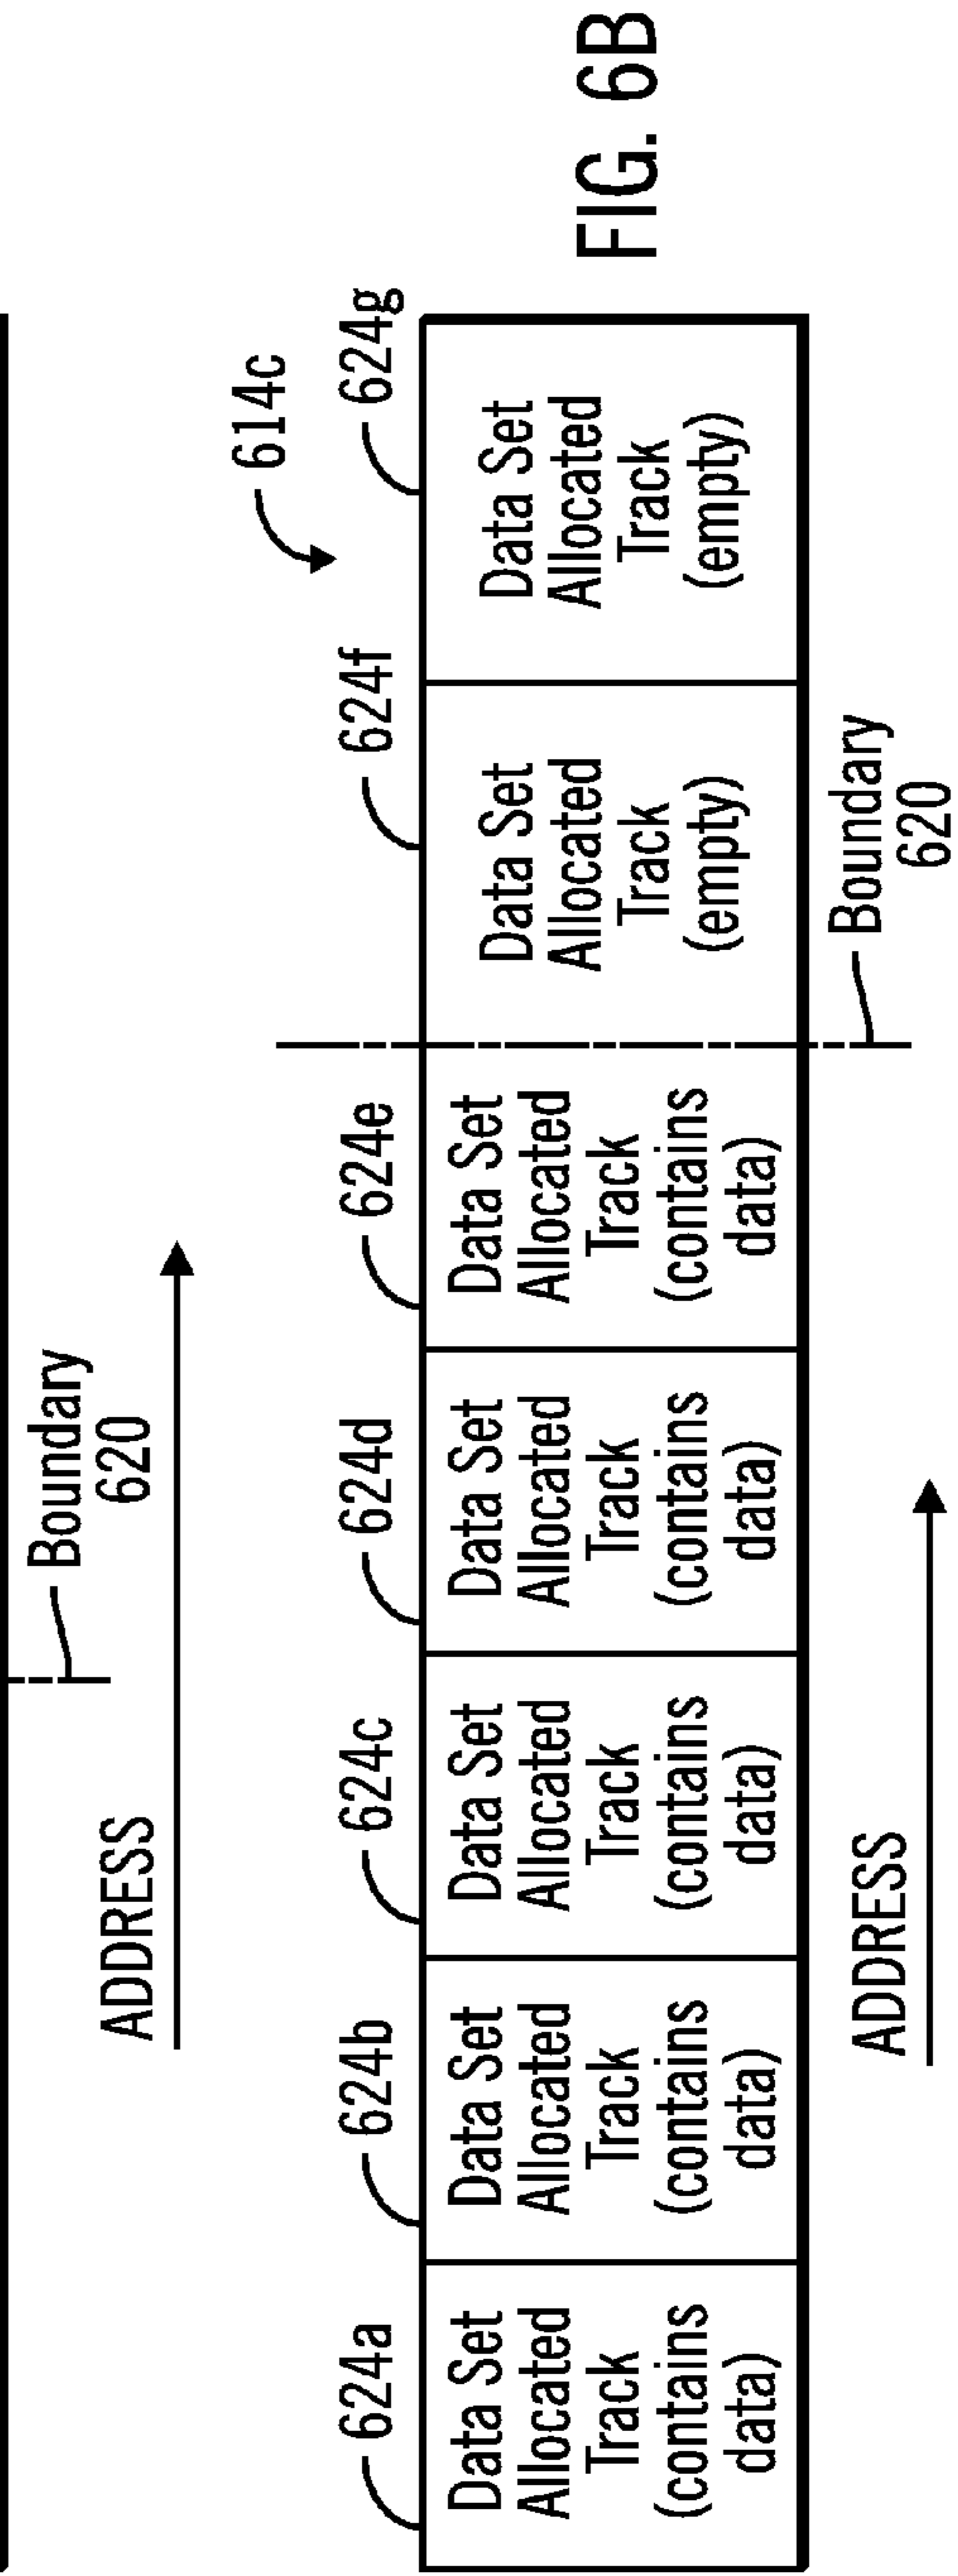 Boundary
620
ADDRESS
614c
624a
624b
624c
624d
624e
624f
624g
Data Set
Allocated
Track
(contains
data)
Data Set
Allocated
Track
(contains
data)
Data Set
Allocated
Track
(contains
data)
Data Set
Allocated
Track
(contains
data)
Data Set
Allocated
Track
(contains
data)
Data Set
Allocated
Track
(empty)
Data Set
Allocated
Track
(empty)
Boundary
620
ADDRESS
FIG. 6B